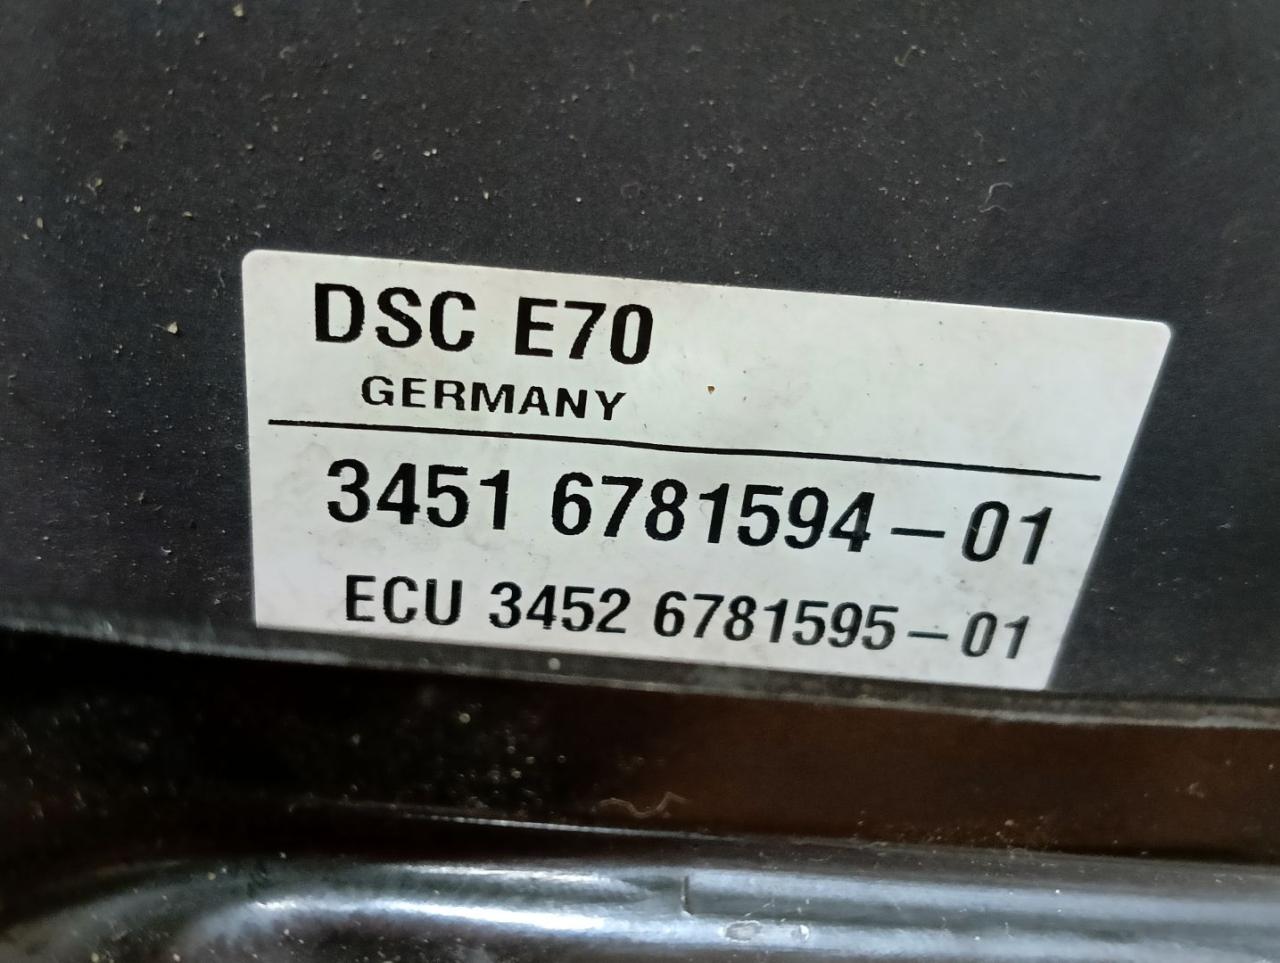 DSC E70
GERMANY
3451 6781594-01
ECU 3452 6781595-01